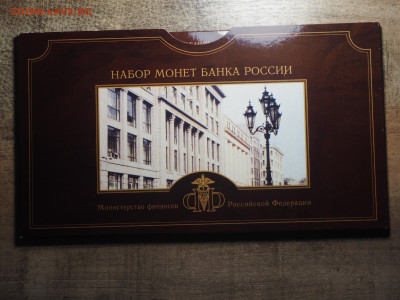 НАБОР МОНЕТ БАНКА РОССИИ
Министерство финансов Российской Федерации